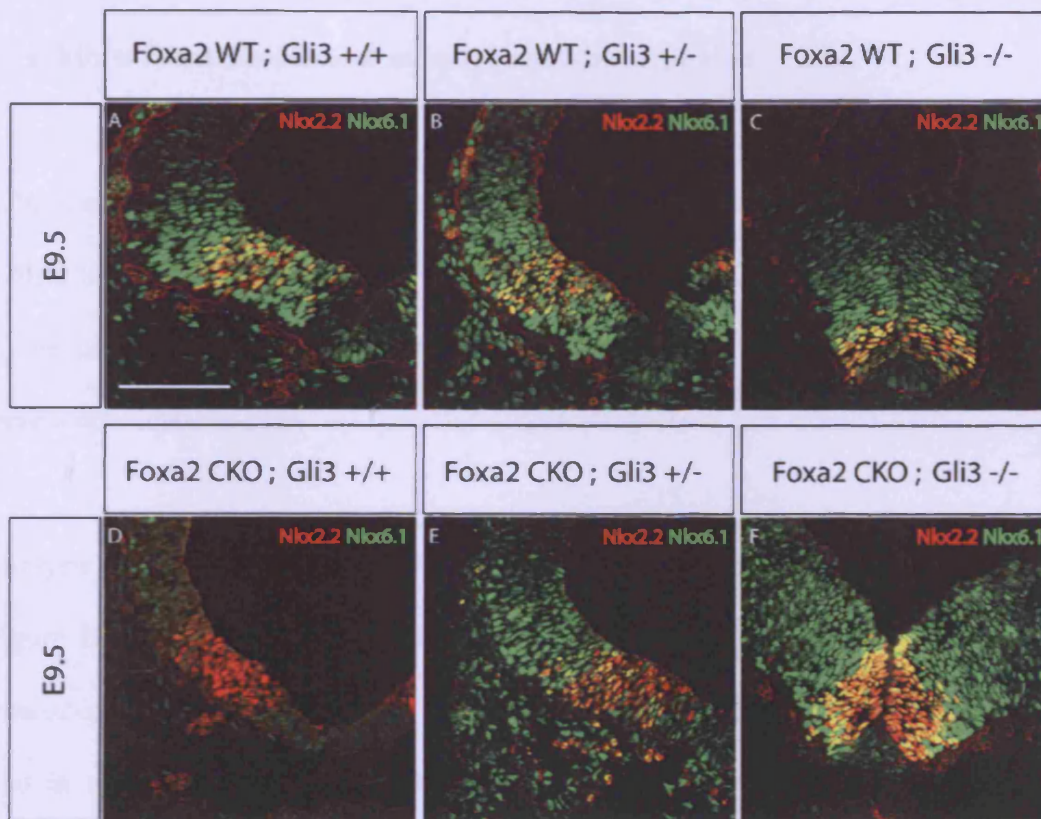 Foxa2 WT ; Gli3 +/+
Foxa2 WT ; Gli3 +/-
Foxa2 WT ; Gli3 -/-
E9.5
A
Nkx2.2 Nkx6.1
B
Nkx2.2 Nkx6.1
C
Nkx2.2 Nkx6.1
Foxa2 CKO ; Gli3 +/+
Foxa2 CKO ; Gli3 +/-
Foxa2 CKO ; Gli3 -/-
E9.5
D
Nkx2.2 Nkx6.1
E
Nkx2.2 Nkx6.1
F
Nkx2.2 Nkx6.1